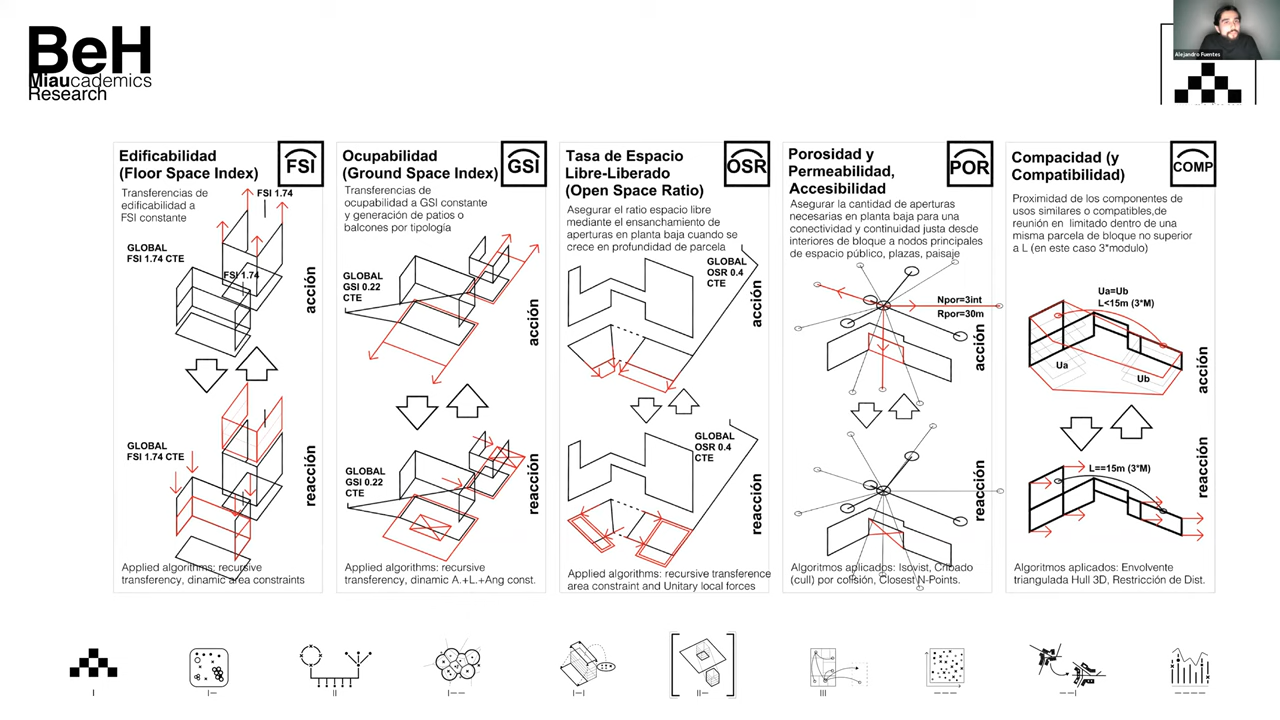 BeH
Miaucademics
Research
Alejandro Fuentes
Edificabilidad
(Floor Space Index)
FSI
Transferencias de
edificabilidad a
FSI constante
FSI 1.74
GLOBAL
FSI 1.74 CTE
FSI 1.74
acción
GLOBAL
FSI 1.74 CTE
reacción
Applied algorithms: recursive
transferency, dinamic area constraints
Ocupabilidad
(Ground Space Index)
GSI
Transferencias de
ocupabilidad a GSI constante
y generación de patios o
balcones por tipología
GLOBAL
GSI 0.22
CTE
acción
GLOBAL
GSI 0.22
CTE
reacción
Applied algorithms: recursive
transferency, dinamic A.+L.+Ang const.
Tasa de Espacio
Libre-Liberado
(Open Space Ratio)
OSR
Asegurar el ratio espacio libre
mediante el ensanchamiento de
aperturas en planta baja cuando se
crece en profundidad de parcela
GLOBAL
OSR 0.4
CTE
acción
GLOBAL
OSR 0.4
CTE
reacción
Applied algorithms: recursive transference
area constraint and Unitary local forces
Porosidad y
Permeabilidad,
Accesibilidad
POR
Asegurar la cantidad de aperturas
necesarias en planta baja para una
conectividad y continuidad justa desde
interiores de bloque a nodos principales
de espacio público, plazas, paisaje
Npor=3int
Rpor=30m
acción
reacción
Algoritmos aplicados: Isovist, Cribado
(cull) por colisión, Closest N-Points.
Compacidad (y
Compatibilidad)
COMP
Proximidad de los componentes de
usos similares o compatibles,de
reunión en limitado dentro de una
misma parcela de bloque no superior
a L (en este caso 3*modulo)
Ua=Ub
L<15m (3*M)
Ua
Ub
acción
L==15m (3*M)
reacción
Algoritmos aplicados: Envolvente
triangulada Hull 3D, Restricción de Dist.
I
I—
II
I——
I—I
II—
III
———
——I
————